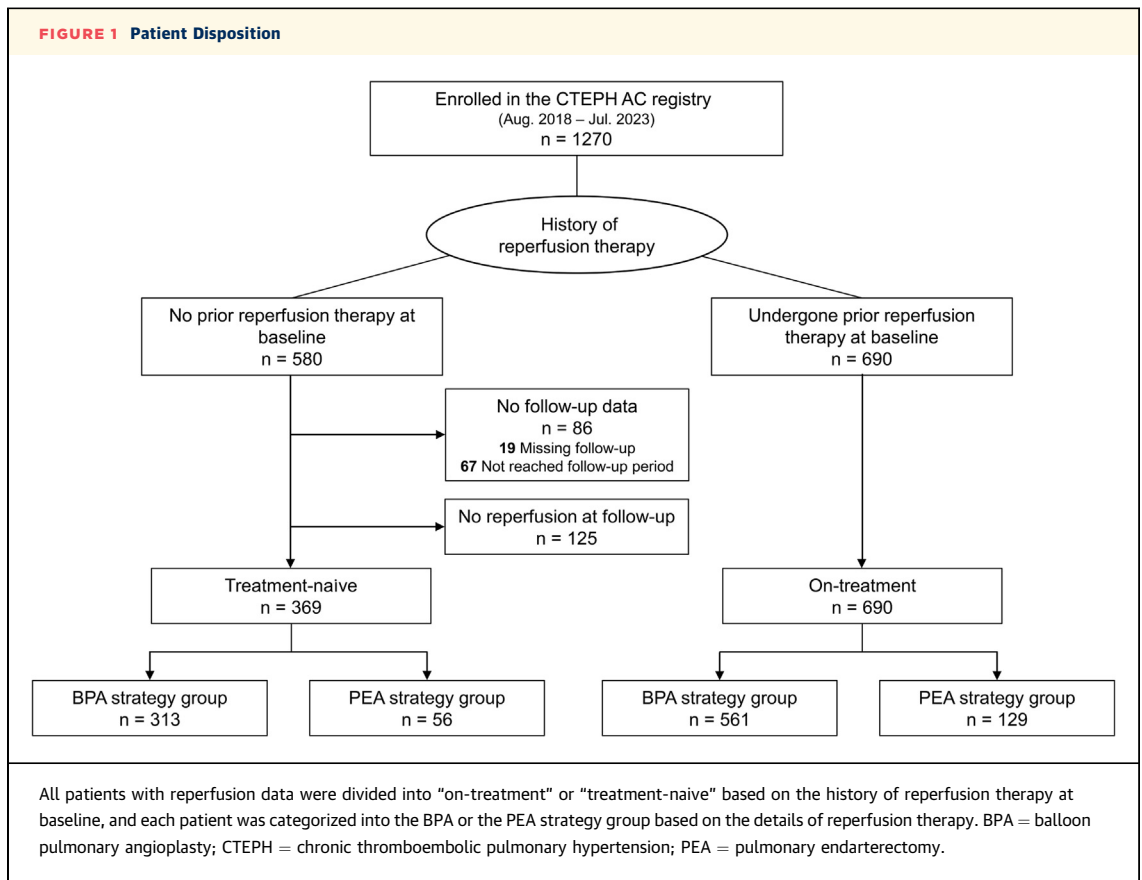 FIGURE 1 Patient Disposition
Enrolled in the CTEPH AC registry
(Aug. 2018 – Jul. 2023)
n = 1270
History of
reperfusion therapy
No prior reperfusion therapy at
baseline
n = 580
Undergone prior reperfusion
therapy at baseline
n = 690
No follow-up data
n = 86
19 Missing follow-up
67 Not reached follow-up period
No reperfusion at follow-up
n = 125
Treatment-naive
n = 369
On-treatment
n = 690
BPA strategy group
n = 313
PEA strategy group
n = 56
BPA strategy group
n = 561
PEA strategy group
n = 129
All patients with reperfusion data were divided into “on-treatment” or “treatment-naive” based on the history of reperfusion therapy at
baseline, and each patient was categorized into the BPA or the PEA strategy group based on the details of reperfusion therapy. BPA = balloon
pulmonary angioplasty; CTEPH = chronic thromboembolic pulmonary hypertension; PEA = pulmonary endarterectomy.